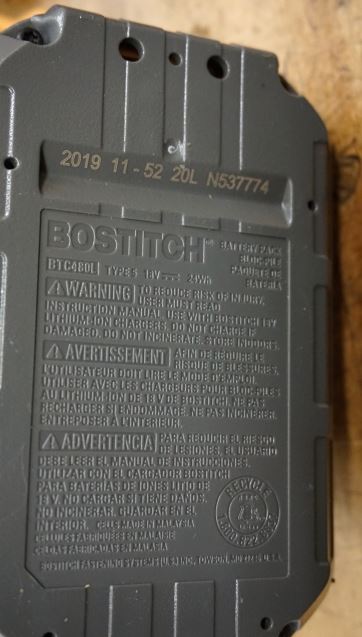 2019 11-52 20L N537774
BOSTITCH
BATTERY PACK
BLOC-PILE
PAQUETE DE
BATERÍA
BTC480L TYPE 5 18V 24Wh
WARNING TO REDUCE RISK OF INJURY,
USER MUST READ
INSTRUCTION MANUAL. USE WITH BOSTITCH 18V
LITHIUM-ION CHARGERS. DO NOT CHARGE IF
DAMAGED. DO NOT INCINERATE. STORE INDOORS.
AVERTISSEMENT AFIN DE RÉDUIRE LE
RISQUE DE BLESSURES,
L'UTILISATEUR DOIT LIRE LE MODE D'EMPLOI.
UTILISER AVEC LES CHARGEURS POUR BLOC-PILES
AU LITHIUM-ION DE 18 V DE BOSTITCH. NE PAS
RECHARGER SI ENDOMMAGÉ. NE PAS INCINÉRER.
ENTREPOSER À L'INTÉRIEUR.
ADVERTENCIA PARA REDUCIR EL RIESGO
DE LESIONES, EL USUARIO
DEBE LEER EL MANUAL DE INSTRUCCIONES.
UTILIZAR CON EL CARGADOR BOSTITCH
PARA BATERÍAS DE IONES LITIO DE
18 V. NO CARGAR SI TIENE DAÑOS.
NO INCINERAR. GUARDAR EN EL
INTERIOR. CELLS MADE IN MALAYSIA
CELLULES FABRIQUÉES EN MALAISIE
CELDAS FABRICADAS EN MALASIA
RECYCLE
BOSTITCH FASTENING SYSTEMS (U.S.) INC., TOWSON, MD 21286 U.S.A.